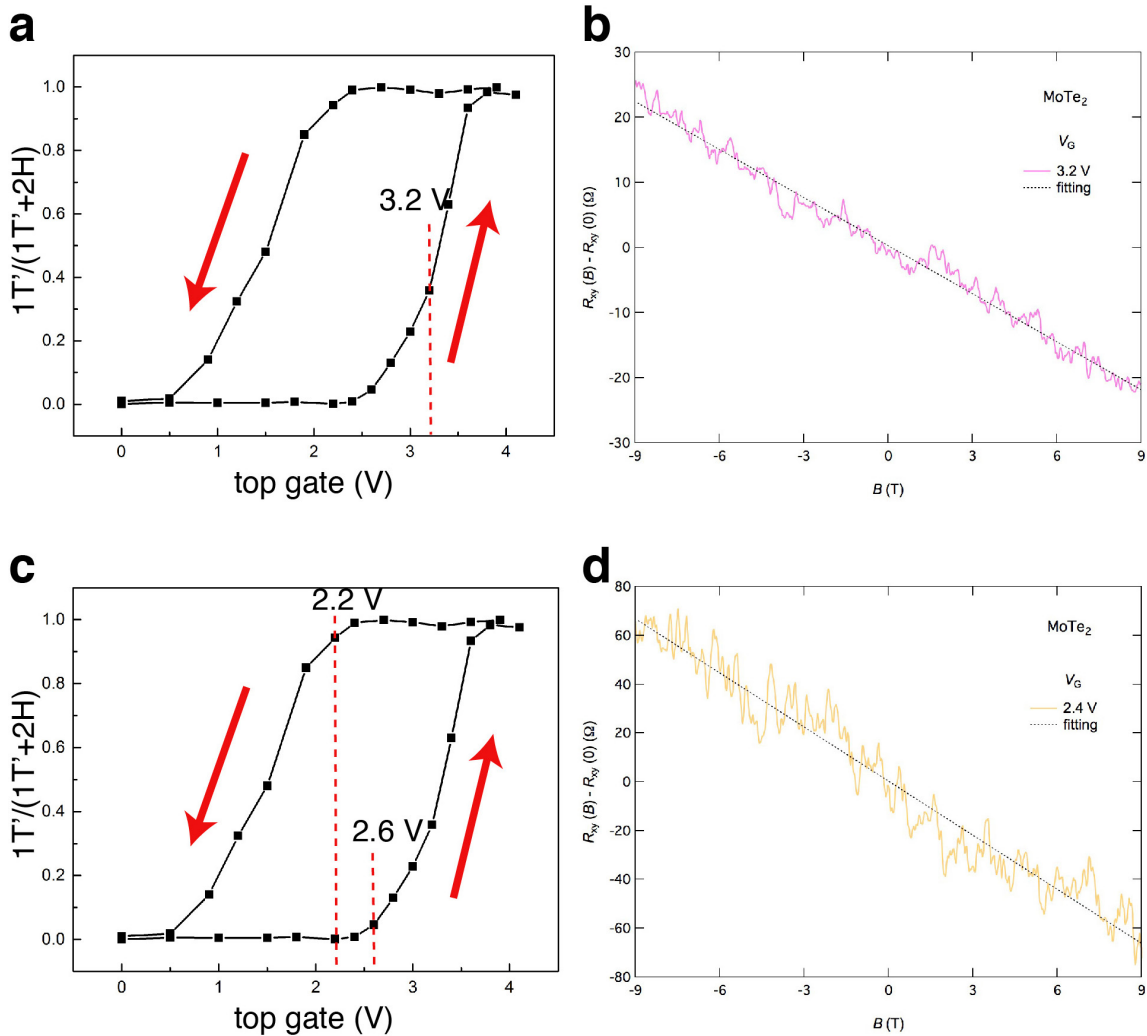 a
1T'/(1T'+2H)
1.0
0.8
0.6
0.4
0.2
0.0
3.2 V
0
1
2
3
4
top gate (V)
b
Rxy (B) - Rxy (0) (Ω)
30
20
10
0
-10
-20
-30
MoTe2
VG
3.2 V
fitting
-9
-6
-3
0
3
6
9
B (T)
c
1T'/(1T'+2H)
1.0
0.8
0.6
0.4
0.2
0.0
2.2 V
2.6 V
0
1
2
3
4
top gate (V)
d
Rxy (B) - Rxy (0) (Ω)
80
60
40
20
0
-20
-40
-60
-80
MoTe2
VG
2.4 V
fitting
-9
-6
-3
0
3
6
9
B (T)